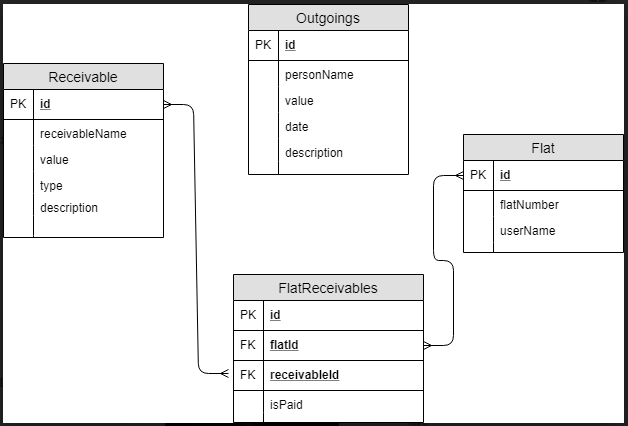 Outgoings
PK id
personName
value
date
description
Receivable
PK id
receivableName
value
type
description
Flat
PK id
flatNumber
userName
FlatReceivables
PK id
FK flatId
FK receivableId
isPaid